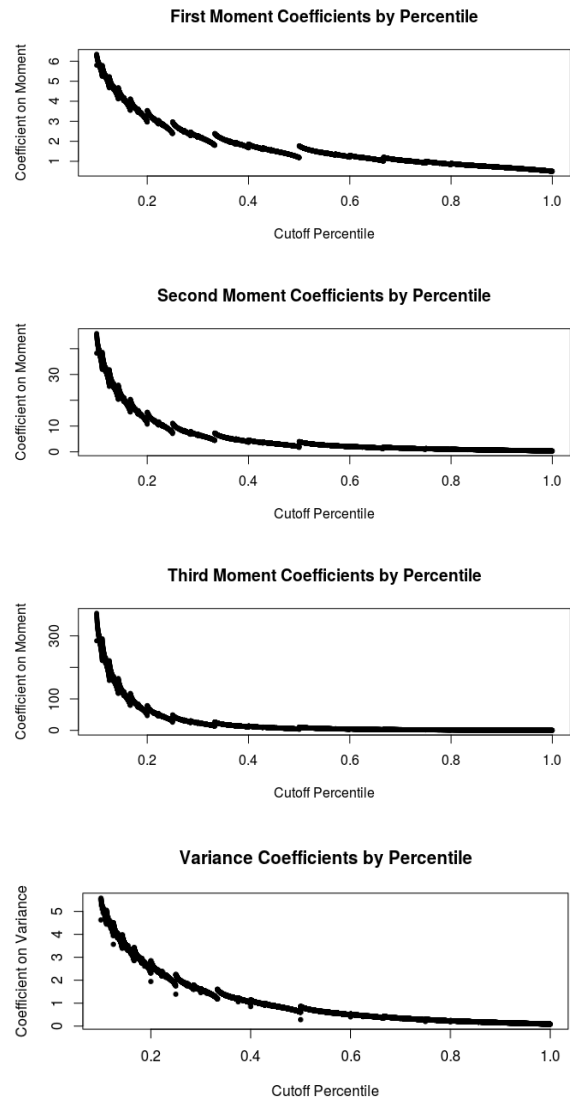 First Moment Coefficients by Percentile
Coefficient on Moment
6
5
4
3
2
1
0.2 0.4 0.6 0.8 1.0
Cutoff Percentile
Second Moment Coefficients by Percentile
Coefficient on Moment
30
10
0
0.2 0.4 0.6 0.8 1.0
Cutoff Percentile
Third Moment Coefficients by Percentile
Coefficient on Moment
300
100
0
0.2 0.4 0.6 0.8 1.0
Cutoff Percentile
Variance Coefficients by Percentile
Coefficient on Variance
5
4
3
2
1
0
0.2 0.4 0.6 0.8 1.0
Cutoff Percentile